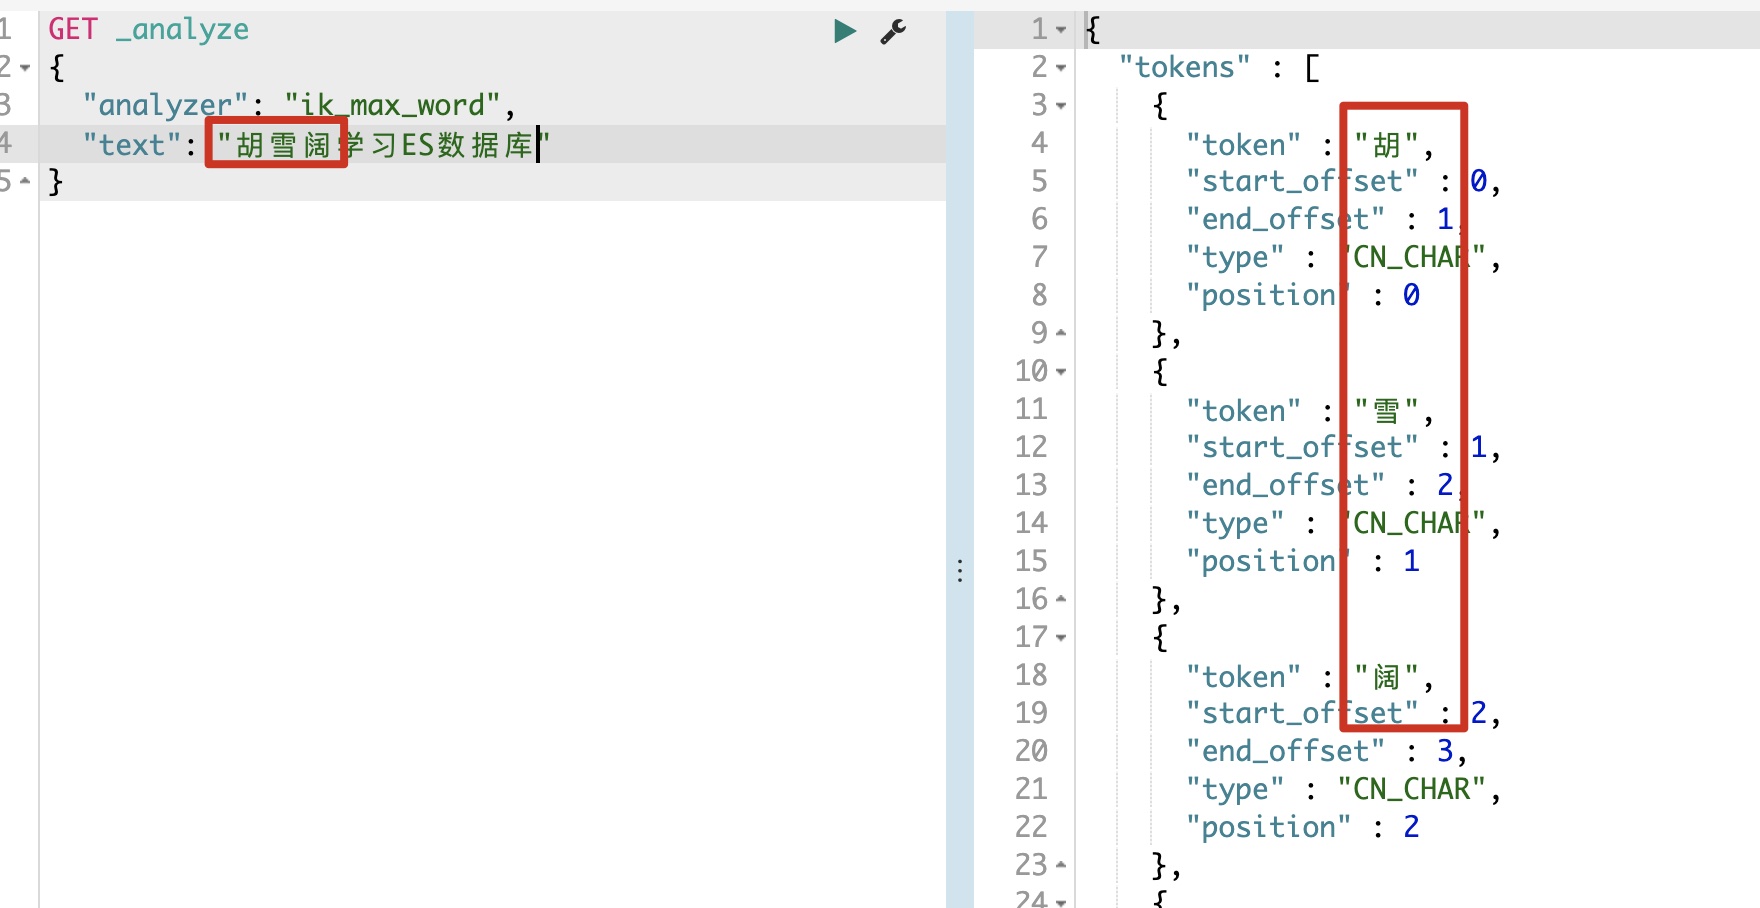 1 GET _analyze
2 {
3 "analyzer": "ik_max_word",
4 "text": "胡雪阔学习ES数据库"
5 }
1 {
2 "tokens" : [
3 {
4 "token" : "胡",
5 "start_offset" : 0,
6 "end_offset" : 1,
7 "type" : "CN_CHAR",
8 "position" : 0
9 },
10 {
11 "token" : "雪",
12 "start_offset" : 1,
13 "end_offset" : 2,
14 "type" : "CN_CHAR",
15 "position" : 1
16 },
17 {
18 "token" : "阔",
19 "start_offset" : 2,
20 "end_offset" : 3,
21 "type" : "CN_CHAR",
22 "position" : 2
23 },
24 {